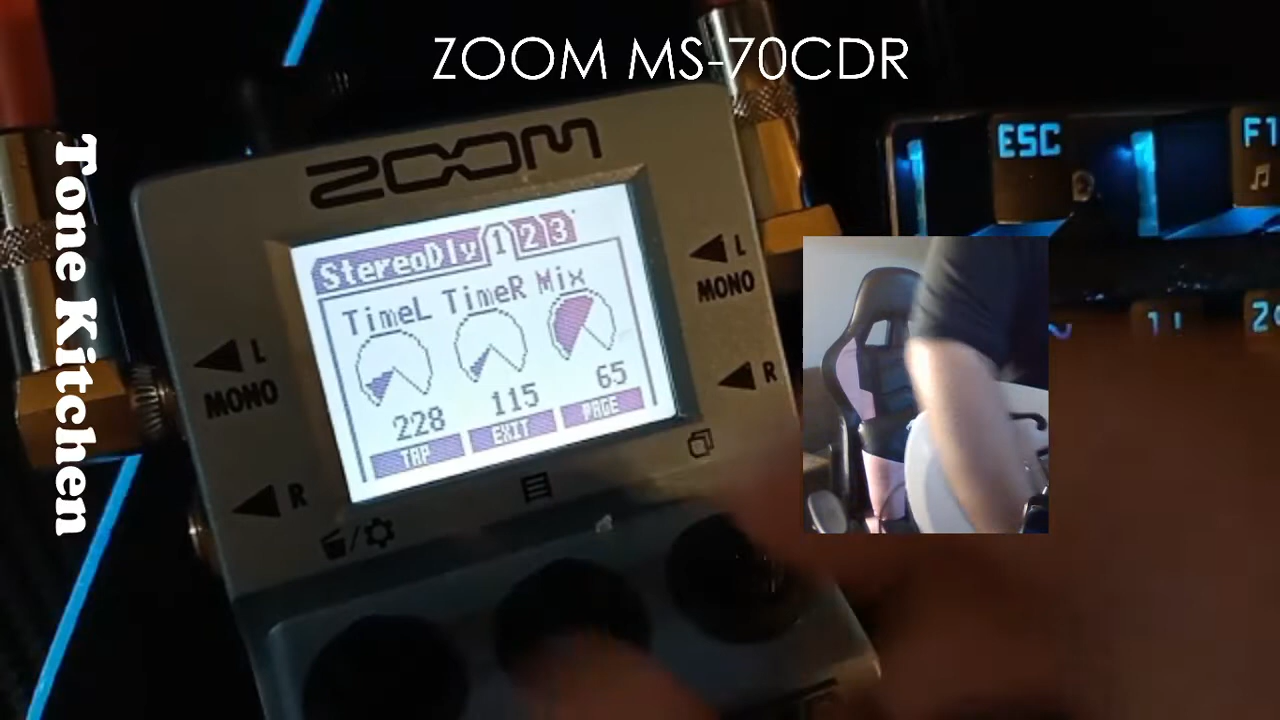 ZOOM MS-70CDR
Tone Kitchen
ZOOM
StereoDly 1 2 3
TimeL TimeR Mix
228 115 65
TAP EXIT PAGE
L
MONO
R
L
MONO
R
ESC
F1